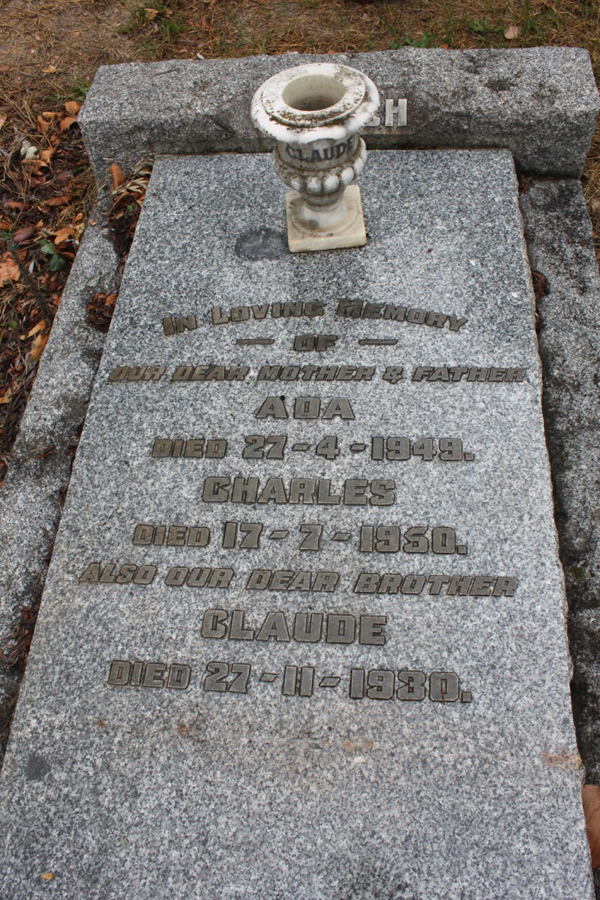 CLAUDE
IN LOVING MEMORY
— OF —
OUR DEAR MOTHER & FATHER
ADA
DIED 27-4-1949.
CHARLES
DIED 17-7-1950.
ALSO OUR DEAR BROTHER
CLAUDE
DIED 27-11-1930.